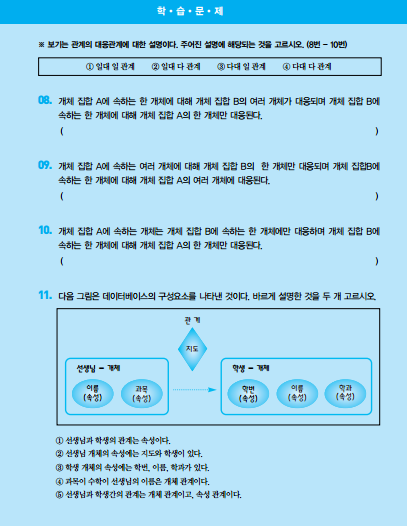 학 • 습 • 문 • 제
※ 보기는 관계의 대응관계에 대한 설명이다. 주어진 설명에 해당되는 것을 고르시오. (8번 - 10번)
① 일대 일 관계 ② 일대 다 관계 ③ 다대 일 관계 ④ 다대 다 관계
08. 개체 집합 A에 속하는 한 개체에 대해 개체 집합 B의 여러 개체가 대응되며 개체 집합 B에
속하는 한 개체에 대해 개체 집합 A의 한 개체만 대응된다.
( )
09. 개체 집합 A에 속하는 여러 개체에 대해 개체 집합 B의 한 개체만 대응되며 개체 집합B에
속하는 한 개체에 대해 개체 집합 A의 여러 개체에 대응된다.
( )
10. 개체 집합 A에 속하는 개체는 개체 집합 B에 속하는 한 개체에만 대응하며 개체 집합 B에
속하는 한 개체에 대해 개체 집합 A의 한 개체만 대응된다.
( )
11. 다음 그림은 데이터베이스의 구성요소를 나타낸 것이다. 바르게 설명한 것을 두 개 고르시오.
관 계
지도
선생님 - 개체
이름
(속성)
과목
(속성)
학생 - 개체
학번
(속성)
이름
(속성)
학과
(속성)
① 선생님과 학생의 관계는 속성이다.
② 선생님 개체의 속성에는 지도와 학생이 있다.
③ 학생 개체의 속성에는 학번, 이름, 학과가 있다.
④ 과목이 수학인 선생님의 이름은 개체 관계이다.
⑤ 선생님과 학생간의 관계는 개체 관계이고, 속성 관계이다.